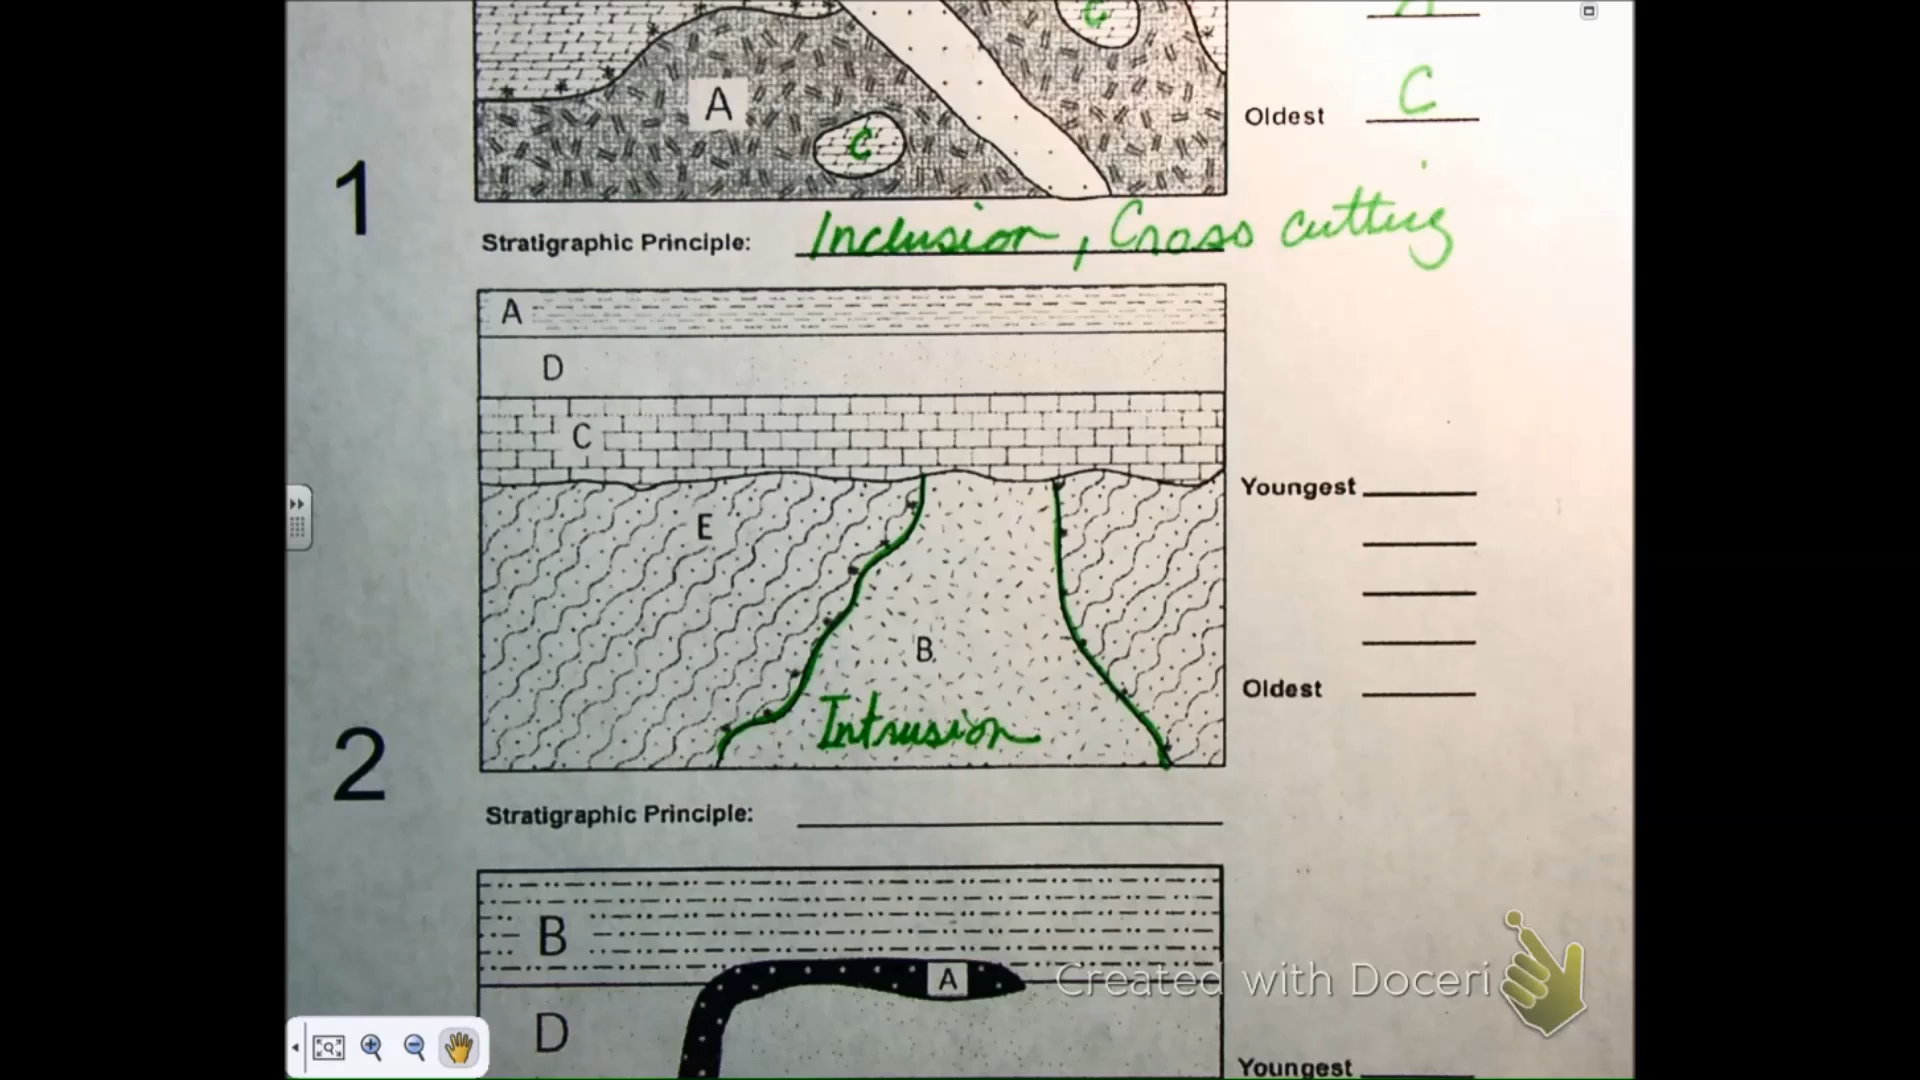 C
A
C
A
Oldest C
1
Stratigraphic Principle: Inclusion, Cross cutting
A
D
C
Youngest
E
B
Oldest
Intrusion
2
Stratigraphic Principle:
B
A
Created with Doceri
D
Youngest